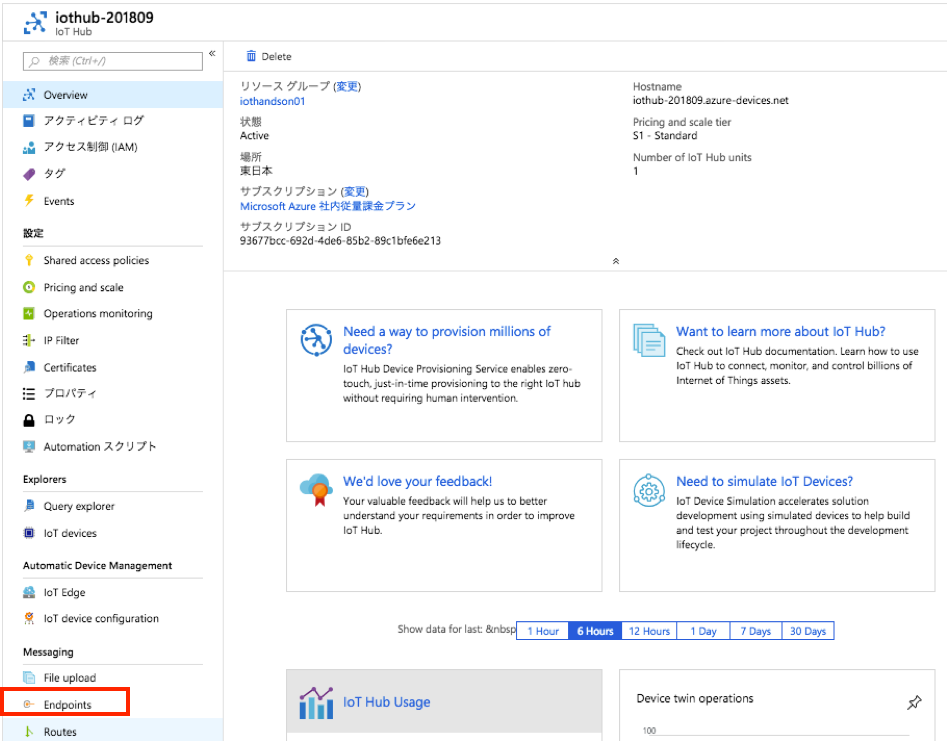 iothub-201809
IoT Hub
検索 (Ctrl+/)
«
Overview
アクティビティ ログ
アクセス制御 (IAM)
タグ
Events
設定
Shared access policies
Pricing and scale
Operations monitoring
IP Filter
Certificates
プロパティ
ロック
Automation スクリプト
Explorers
Query explorer
IoT devices
Automatic Device Management
IoT Edge
IoT device configuration
Messaging
File upload
Endpoints
Routes
Delete
リソース グループ (変更)
iothandson01
状態
Active
場所
東日本
サブスクリプション (変更)
Microsoft Azure 社内従量課金プラン
サブスクリプション ID
93677bcc-692d-4de6-85b2-89c1bfe6e213
Hostname
iothub-201809.azure-devices.net
Pricing and scale tier
S1 - Standard
Number of IoT Hub units
1
Need a way to provision millions of
devices?
IoT Hub Device Provisioning Service enables zero-
touch, just-in-time provisioning to the right IoT hub
without requiring human intervention.
Want to learn more about IoT Hub?
Check out IoT Hub documentation. Learn how to use
IoT Hub to connect, monitor, and control billions of
Internet of Things assets.
We'd love your feedback!
Your valuable feedback will help us to better
understand your requirements in order to improve
IoT Hub.
Need to simulate IoT Devices?
IoT Device Simulation accelerates solution
development using simulated devices to help build
and test your project throughout the development
lifecycle.
Show data for last: &nbsp 1 Hour 6 Hours 12 Hours 1 Day 7 Days 30 Days
IoT Hub Usage
Device twin operations
100